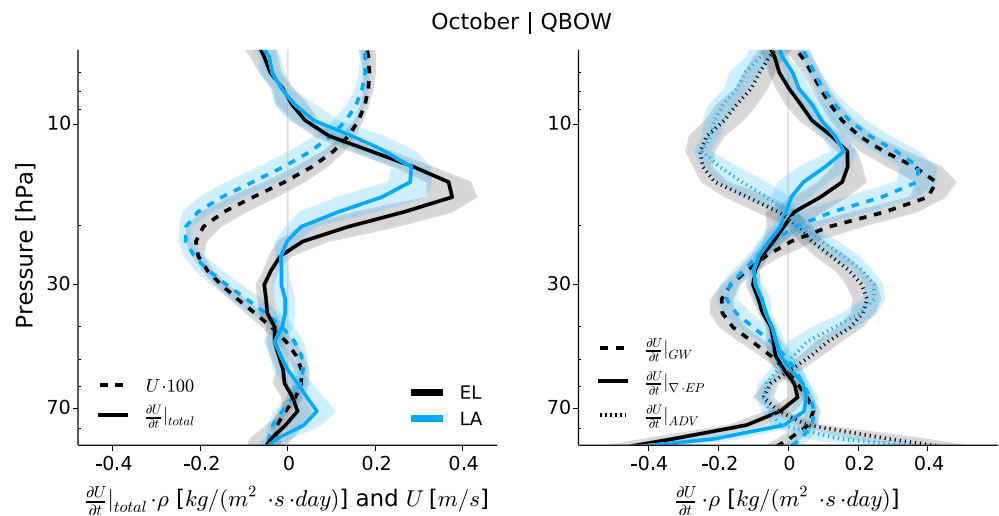 October | QBOW
Pressure [hPa]
10
30
70
-0.4 -0.2 0 0.2 0.4
U·100
∂U/∂t|total
EL
LA
∂U/∂t|total·ρ [kg/(m² ·s·day)] and U [m/s]
10
30
70
-0.4 -0.2 0 0.2 0.4
∂U/∂t|GW
∂U/∂t|∇·EP
∂U/∂t|ADV
∂U/∂t·ρ [kg/(m² ·s·day)]